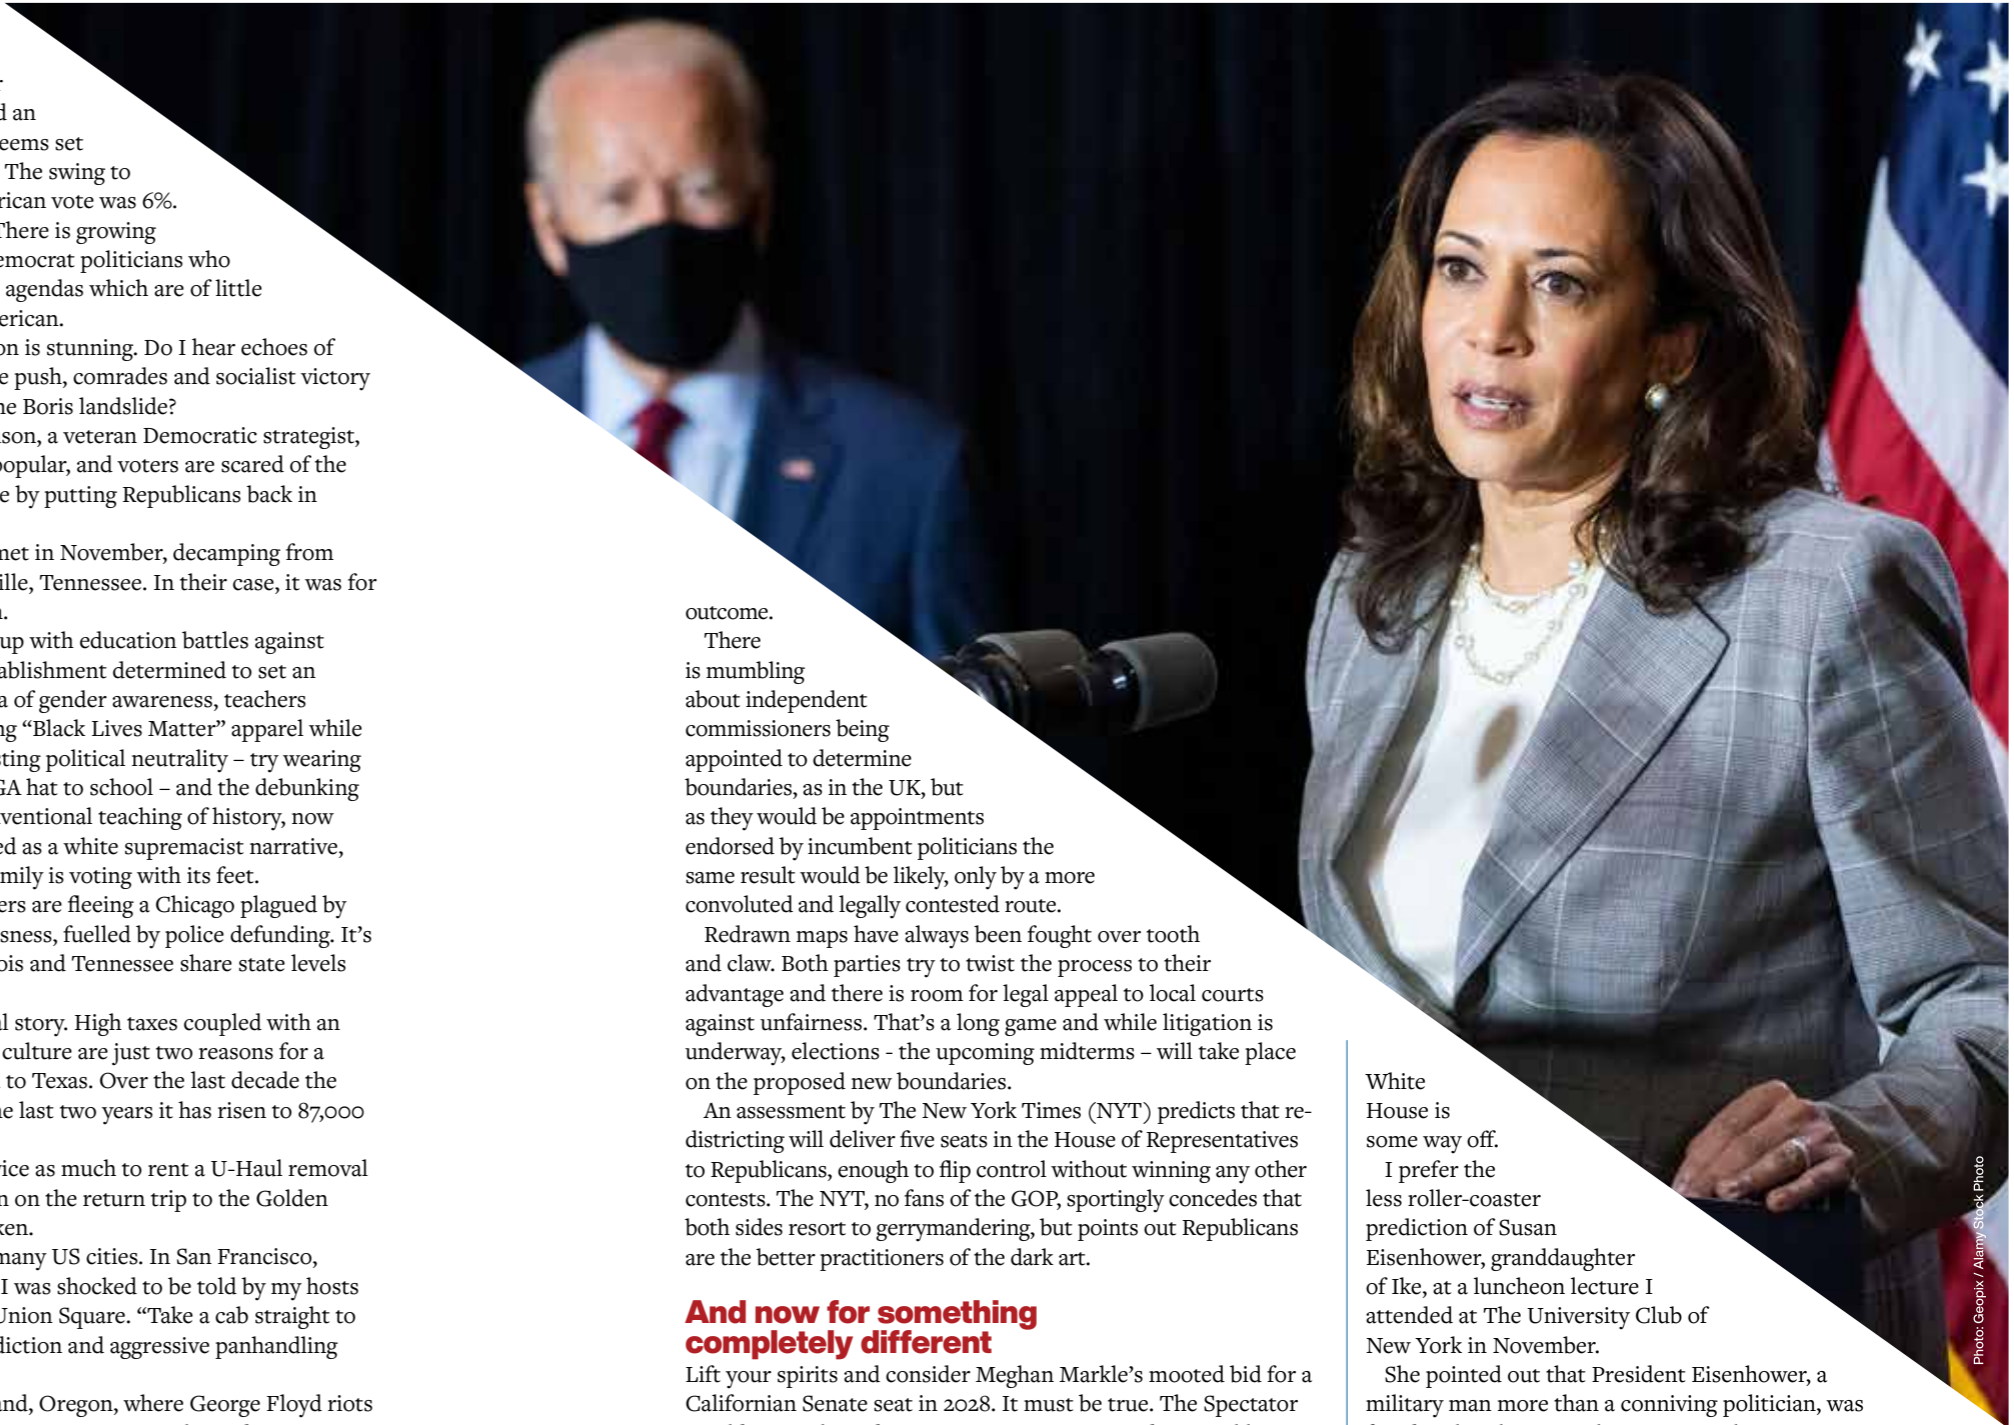 d an
eems set
The swing to
rican vote was 6%.
There is growing
emocrat politicians who
agendas which are of little
erican.
on is stunning. Do I hear echoes of
e push, comrades and socialist victory
ne Boris landslide?
son, a veteran Democratic strategist,
popular, and voters are scared of the
e by putting Republicans back in
met in November, decamping from
ille, Tennessee. In their case, it was for
up with education battles against
ablishment determined to set an
a of gender awareness, teachers
ng “Black Lives Matter” apparel while
sting political neutrality – try wearing
GA hat to school – and the debunking
ventional teaching of history, now
ed as a white supremacist narrative,
mily is voting with its feet.
ers are fleeing a Chicago plagued by
sness, fuelled by police defunding. It’s
ois and Tennessee share state levels
l story. High taxes coupled with an
culture are just two reasons for a
to Texas. Over the last decade the
e last two years it has risen to 87,000
ice as much to rent a U-Haul removal
n on the return trip to the Golden
ken.
many US cities. In San Francisco,
I was shocked to be told by my hosts
Union Square. “Take a cab straight to
diction and aggressive panhandling
and, Oregon, where George Floyd riots
outcome.
There
is mumbling
about independent
commissioners being
appointed to determine
boundaries, as in the UK, but
as they would be appointments
endorsed by incumbent politicians the
same result would be likely, only by a more
convoluted and legally contested route.
Redrawn maps have always been fought over tooth
and claw. Both parties try to twist the process to their
advantage and there is room for legal appeal to local courts
against unfairness. That’s a long game and while litigation is
underway, elections - the upcoming midterms – will take place
on the proposed new boundaries.
An assessment by The New York Times (NYT) predicts that re-
districting will deliver five seats in the House of Representatives
to Republicans, enough to flip control without winning any other
contests. The NYT, no fans of the GOP, sportingly concedes that
both sides resort to gerrymandering, but points out Republicans
are the better practitioners of the dark art.
And now for something
completely different
Lift your spirits and consider Meghan Markle’s mooted bid for a
Californian Senate seat in 2028. It must be true. The Spectator
White
House is
some way off.
I prefer the
less roller-coaster
prediction of Susan
Eisenhower, granddaughter
of Ike, at a luncheon lecture I
attended at The University Club of
New York in November.
She pointed out that President Eisenhower, a
military man more than a conniving politician, was
Photo: Geopix / Alamy Stock Photo